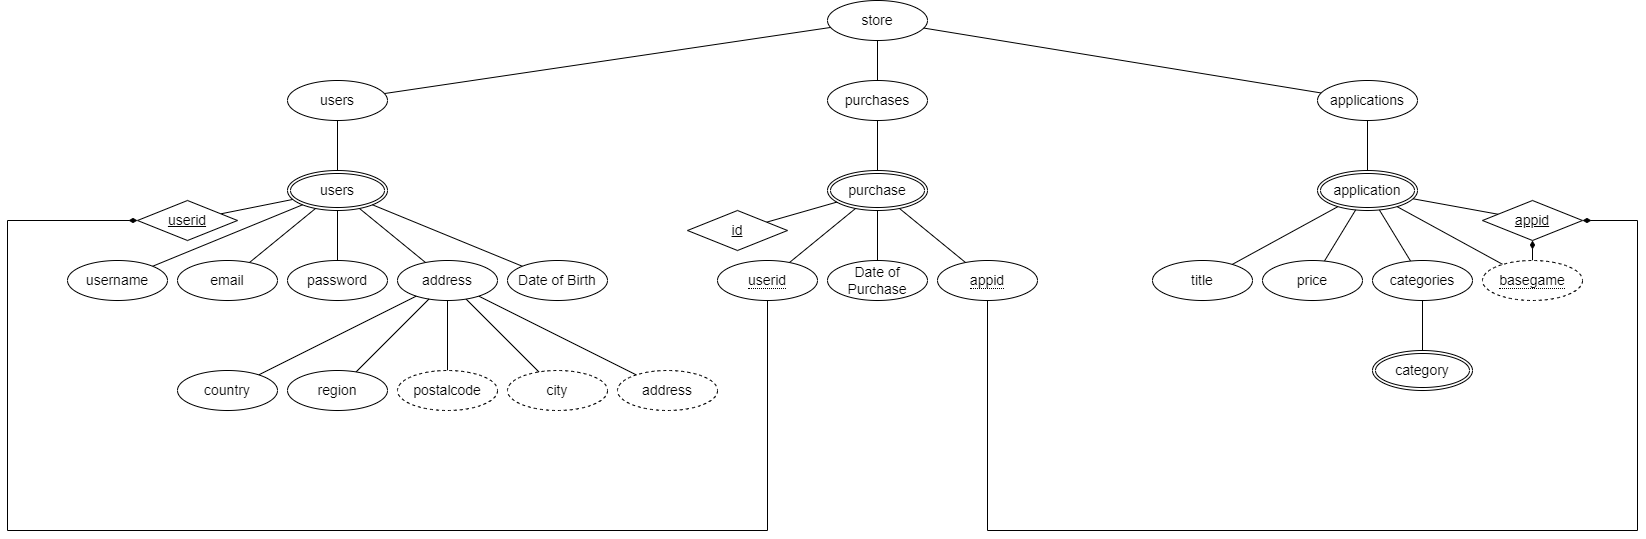 store
users
purchases
applications
users
purchase
application
userid
id
appid
username
email
password
address
Date of Birth
userid
Date of
Purchase
appid
title
price
categories
basegame
country
region
postalcode
city
address
category